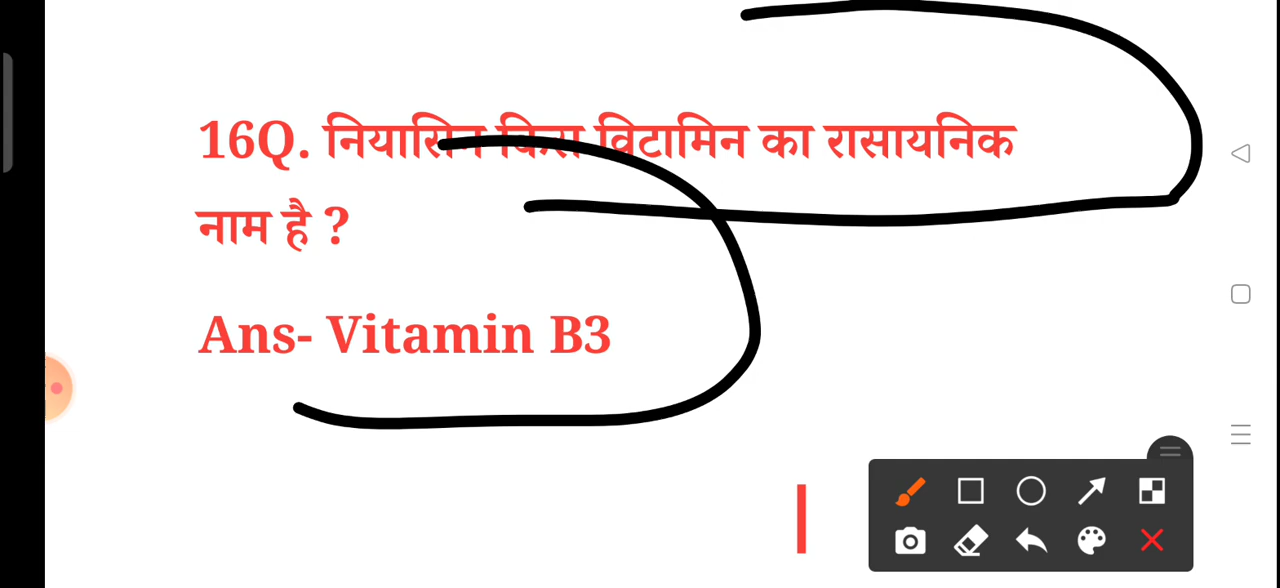 16Q. नियासिन किस विटामिन का रासायनिक
नाम है ?
Ans- Vitamin B3